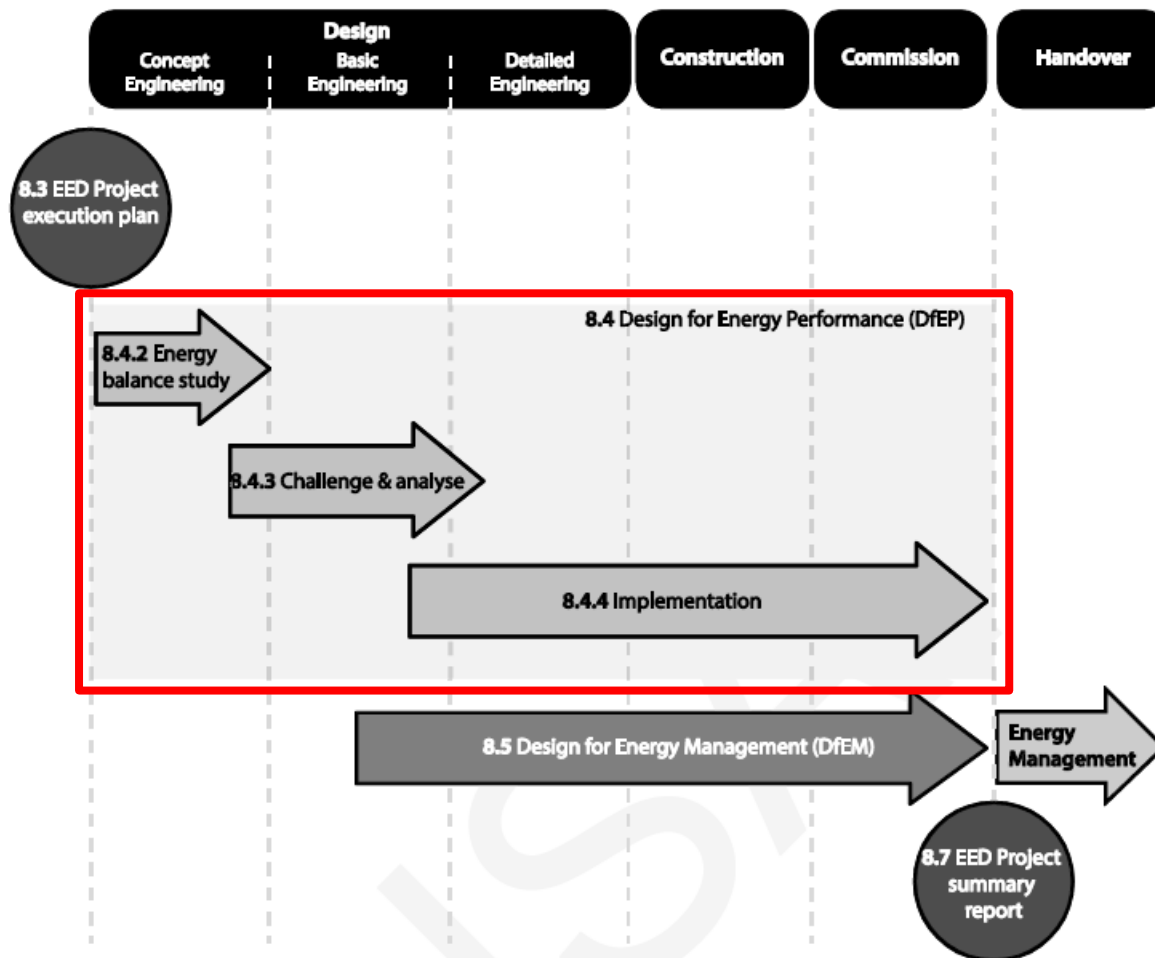 Design
Concept
Engineering
Basic
Engineering
Detailed
Engineering
Construction
Commission
Handover
8.3 EED Project
execution plan
8.4 Design for Energy Performance (DfEP)
8.4.2 Energy
balance study
8.4.3 Challenge & analyse
8.4.4 Implementation
8.5 Design for Energy Management (DfEM)
Energy
Management
8.7 EED Project
summary
report